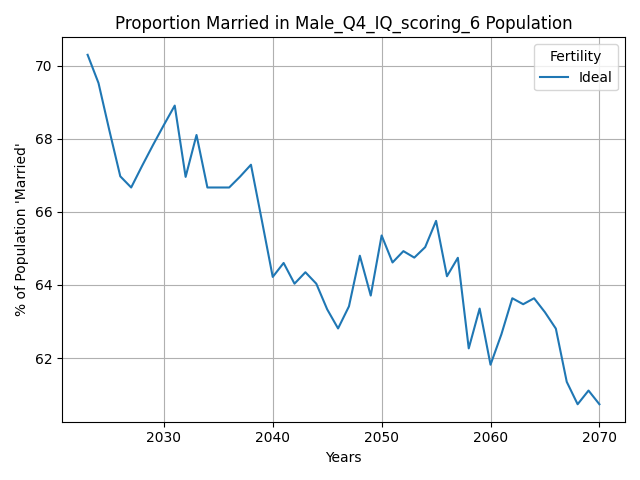 Proportion Married in Male_Q4_IQ_scoring_6 Population
Fertility
Ideal
% of Population 'Married'
70
68
66
64
62
2030
2040
2050
2060
2070
Years